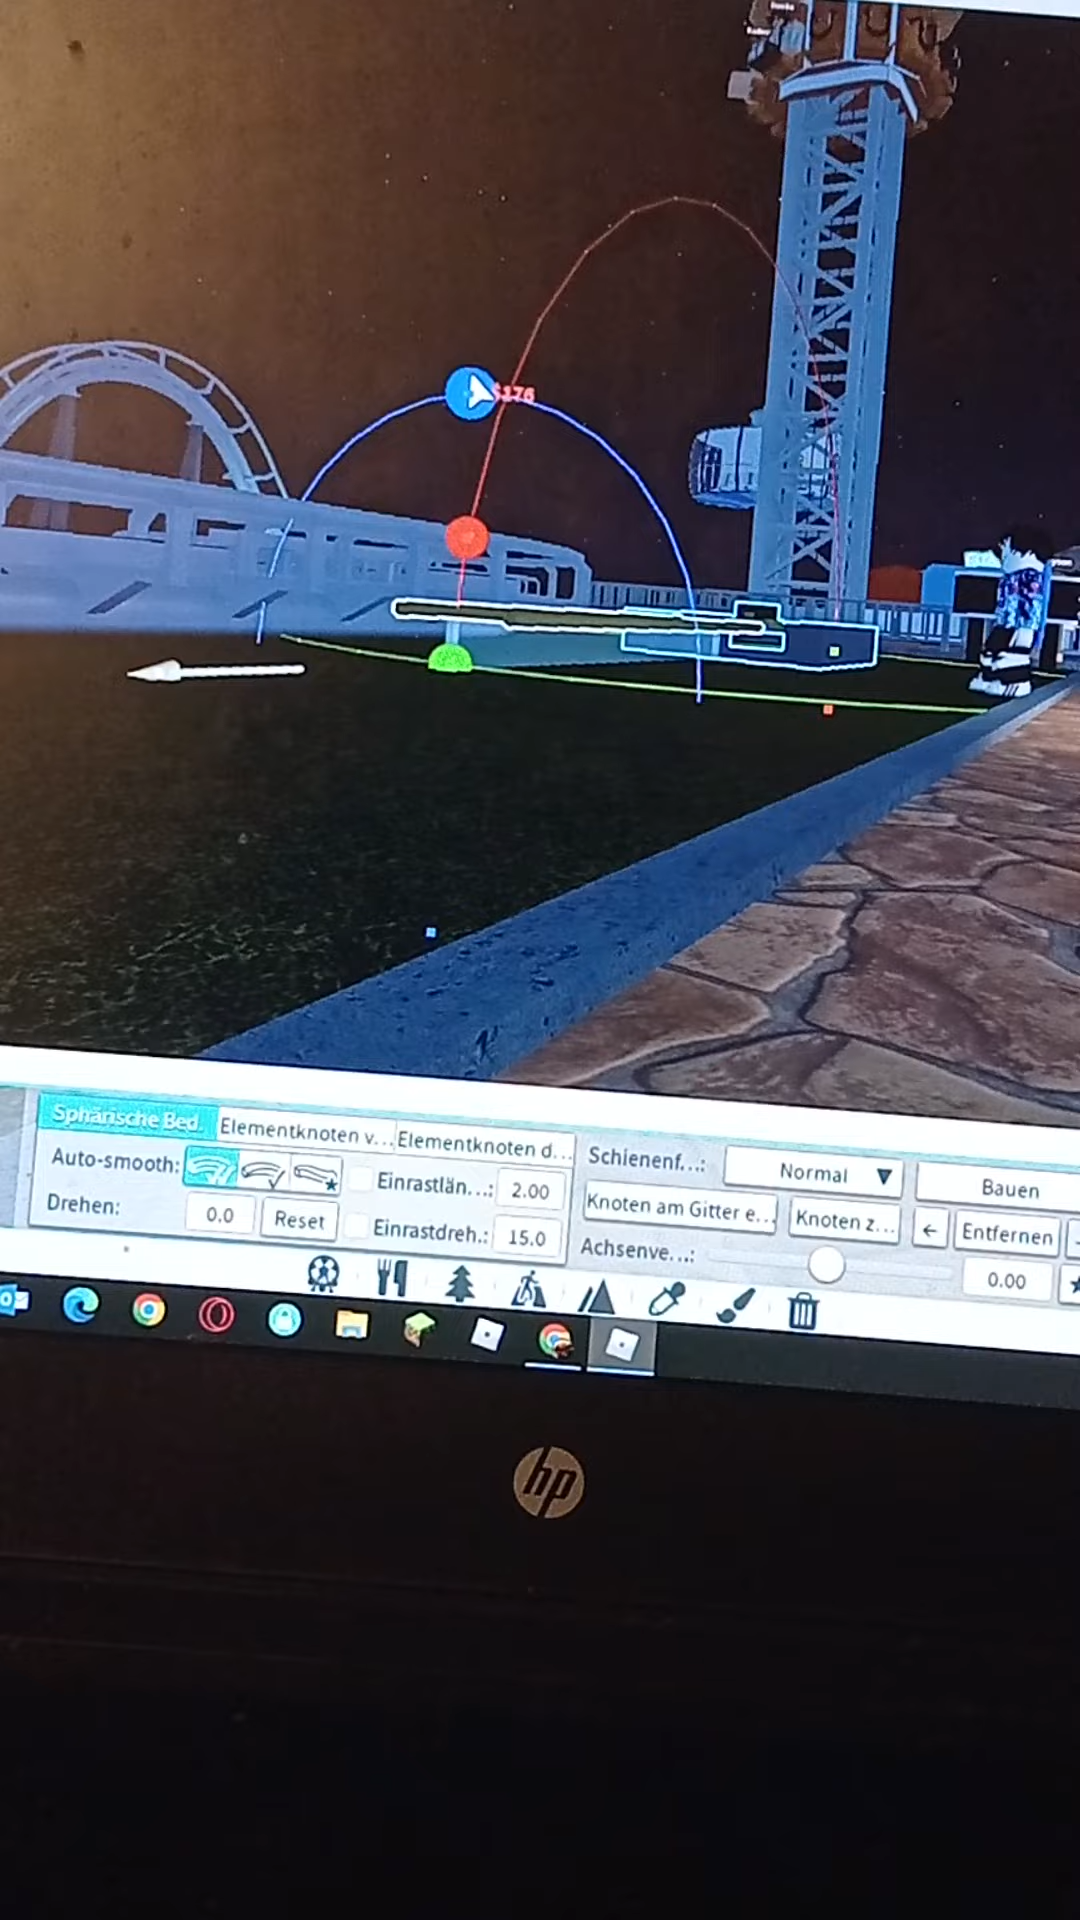 $176
Sphärische Bed.
Elementknoten v...
Elementknoten d...
Auto-smooth:
Einrastlän...: 2.00
Drehen: 0.0 Reset
Einrastdreh.: 15.0
Schienenf...: Normal
Bauen
Knoten am Gitter e...
Knoten z...
←
Entfernen
Achsenve...: 0.00
hp